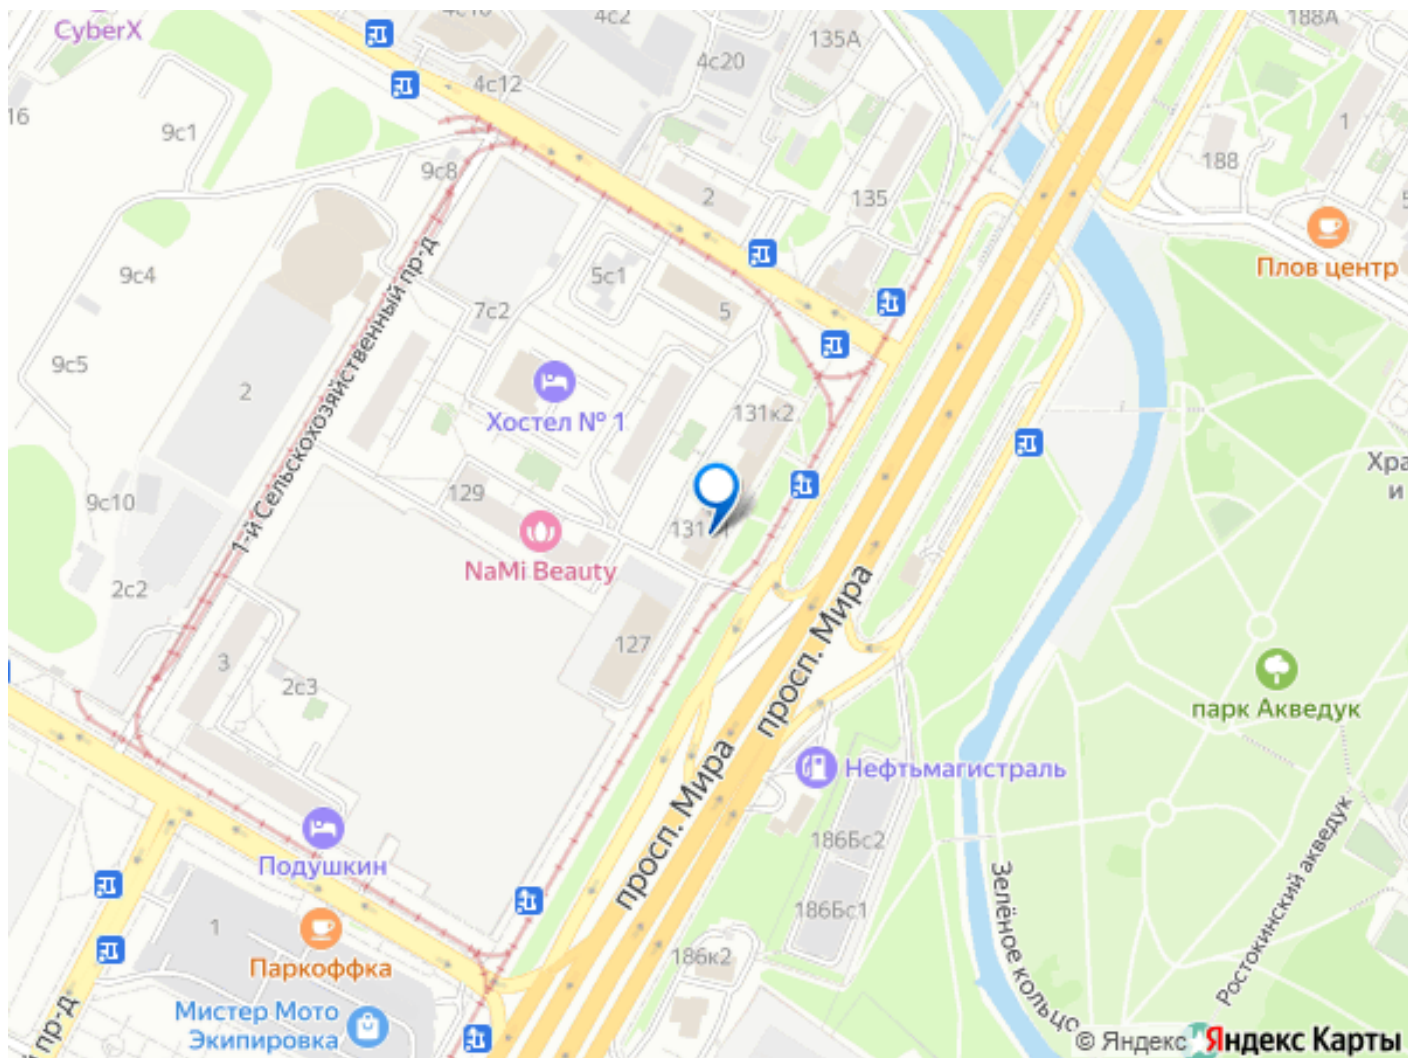 CyberX
4с2
188А
135А
4с20
4с12
16
9с1
1
188
9с8
2
135
Плов центр
9с4
5с1
7с2
5
9с5
2
131к2
Хостел № 1
1-й Сельскохозяйственный пр-д
Хра
и
9с10
129
NaMi Beauty
2с2
127
просп. Мира
3
2с3
парк Акведук
просп. Мира
Нефтьмагистраль
186Бс2
Подушкин
186Бс1
Ростокинский акведук
Зелёное кольцо
1
Паркоффка
186к2
Мистер Мото
Экипировка
й пр-д
© Яндекс
Яндекс Карты